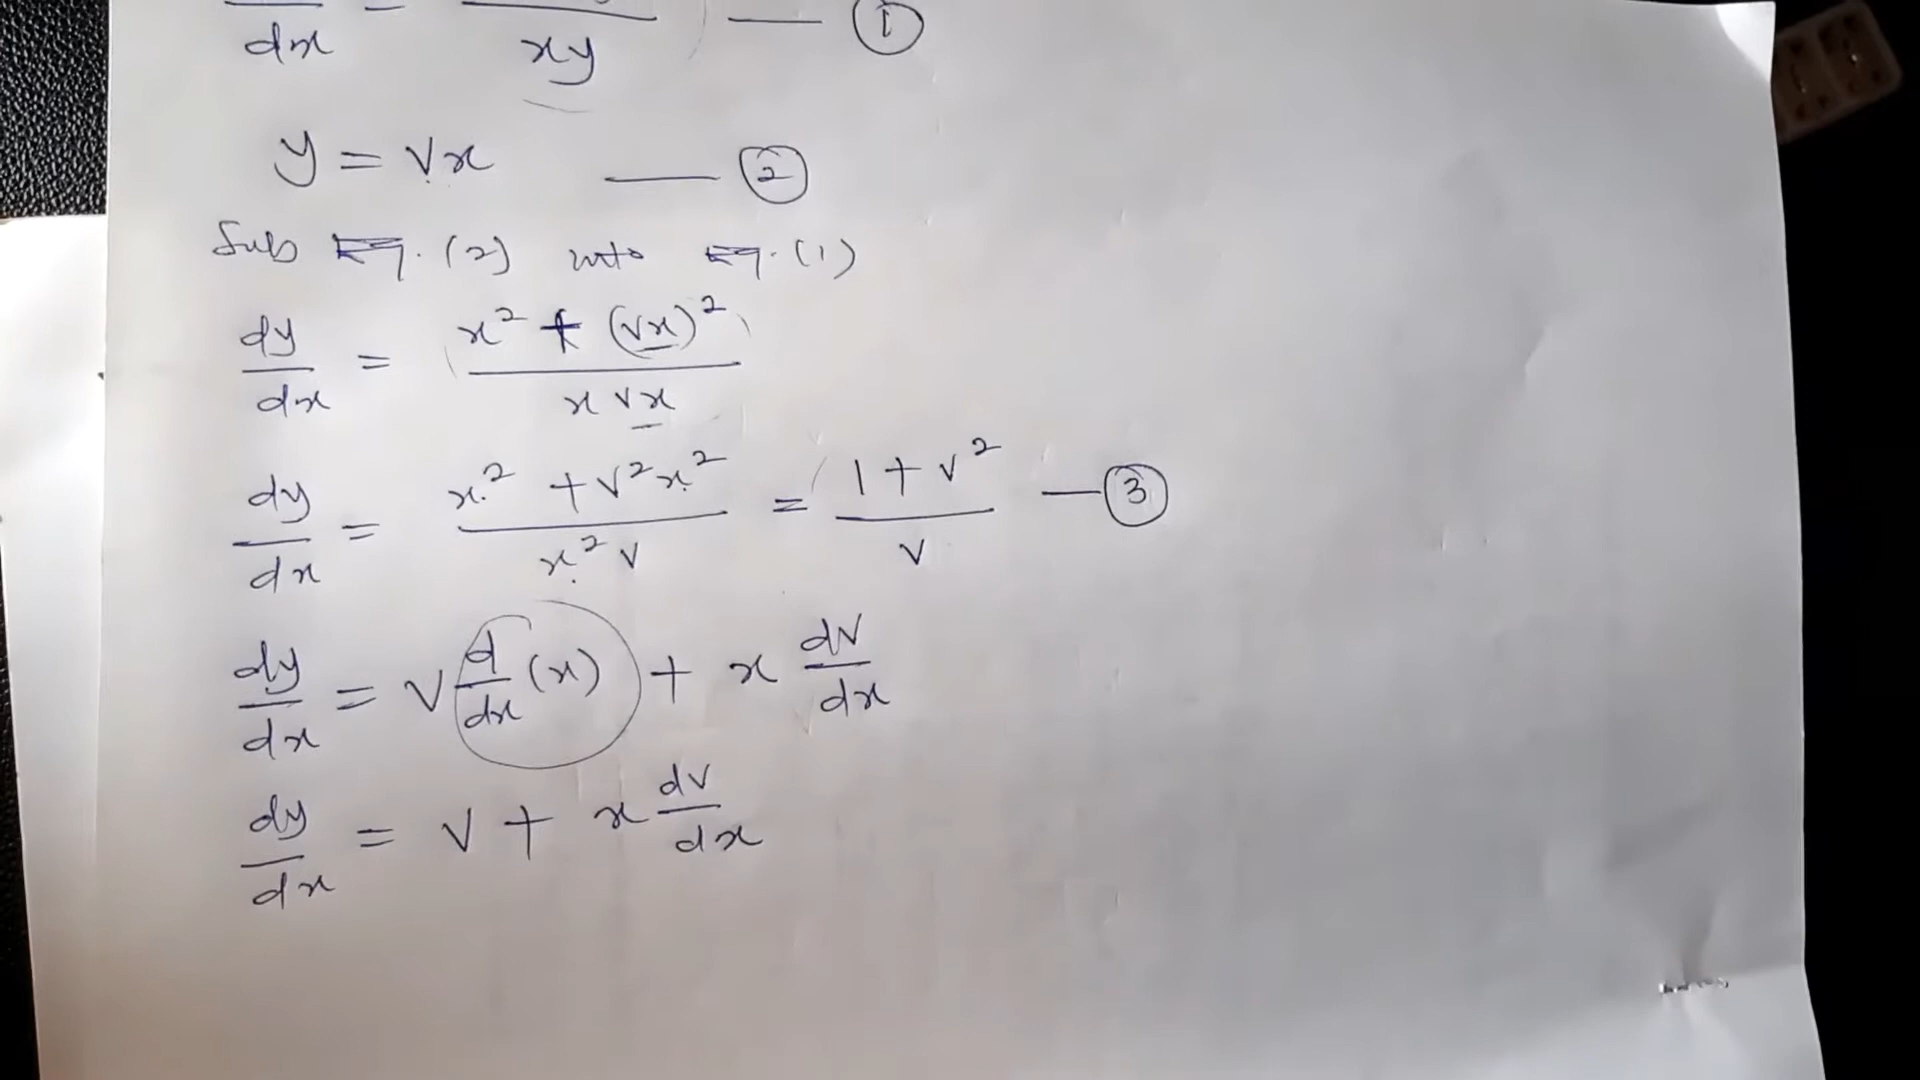 dx = xy — ①
y = vx — ②
Sub Eq. (2) into Eq. (1)
dy/dx = x² + (vx)² / x vx
dy/dx = x² + v²x² / x² v = 1 + v² / v — ③
dy/dx = v d/dx (x) + x dv/dx
dy/dx = v + x dv/dx